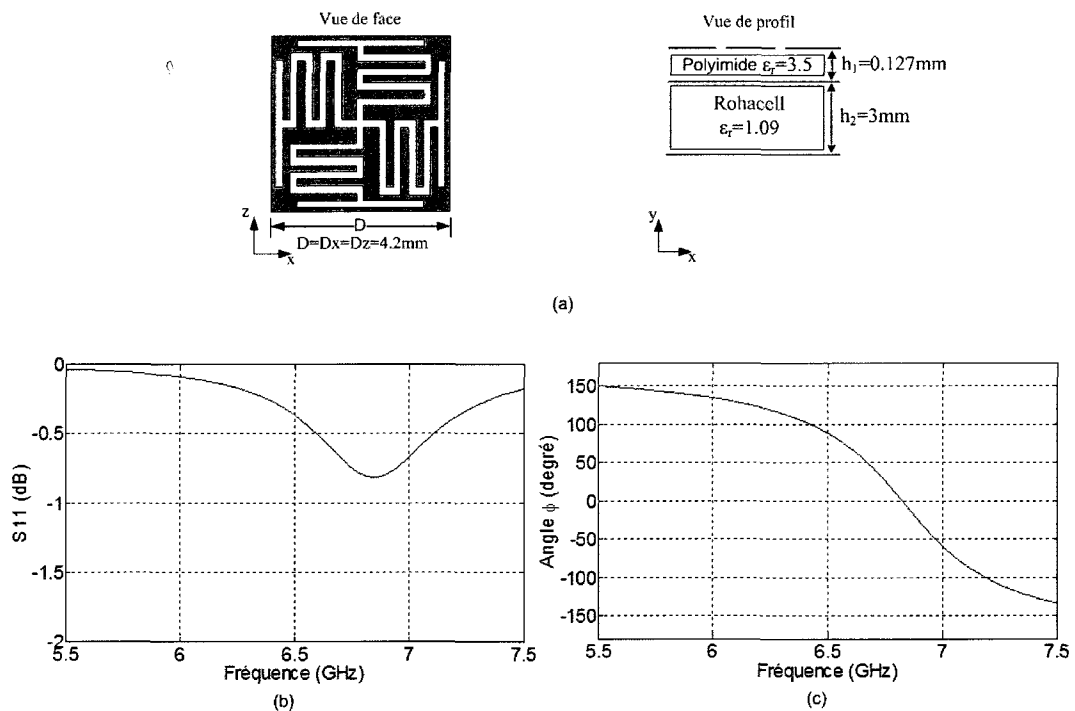 Vue de face
Vue de profil
Polyimide εr=3.5
h1=0.127mm
Rohacell
εr=1.09
h2=3mm
z
D
x
D=Dx=Dz=4.2mm
y
x
(a)
0
-0.5
-1
-1.5
-2
S11 (dB)
5.5
6
6.5
7
7.5
Fréquence (GHz)
(b)
150
100
50
0
-50
-100
-150
Angle ϕ (degré)
5.5
6
6.5
7
7.5
Fréquence (GHz)
(c)